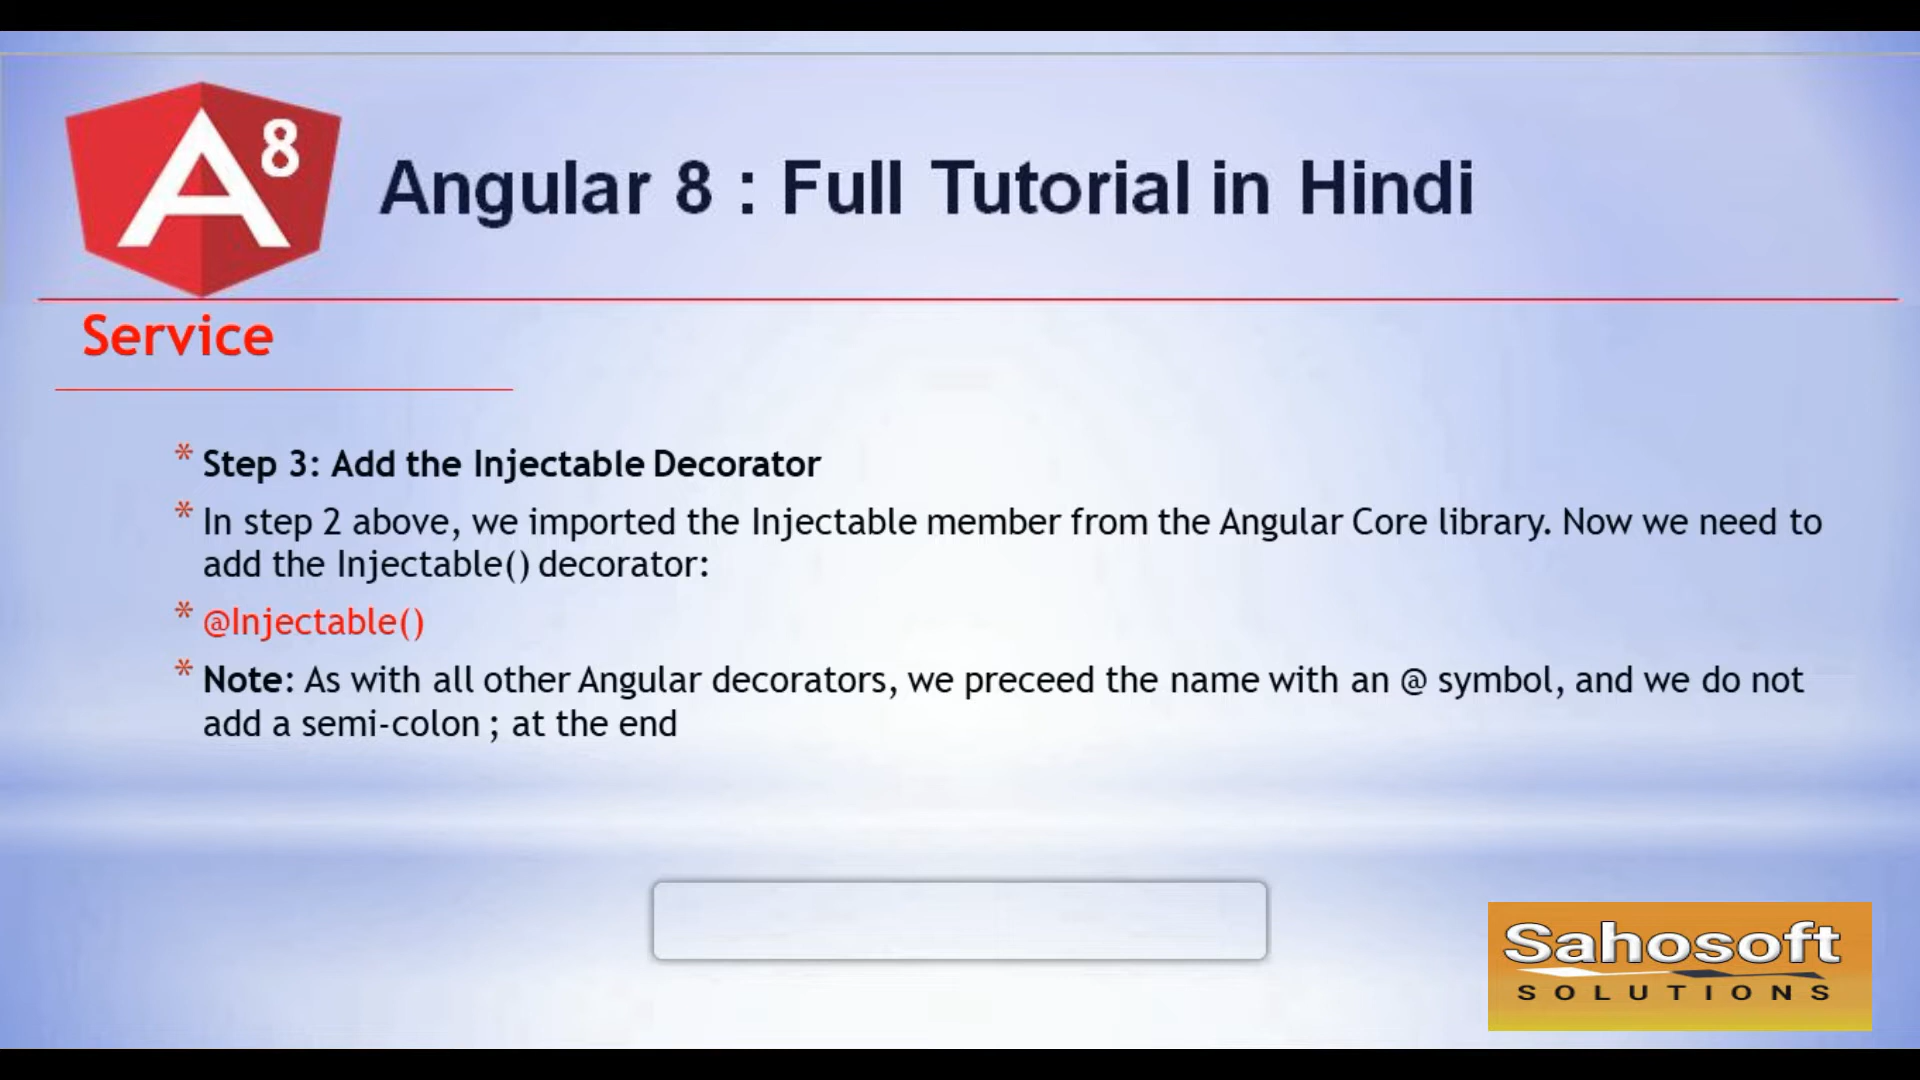 A8
Angular 8 : Full Tutorial in Hindi
Service
* Step 3: Add the Injectable Decorator
* In step 2 above, we imported the Injectable member from the Angular Core library. Now we need to
add the Injectable() decorator:
* @Injectable()
* Note: As with all other Angular decorators, we preceed the name with an @ symbol, and we do not
add a semi-colon ; at the end
Sahosoft
SOLUTIONS